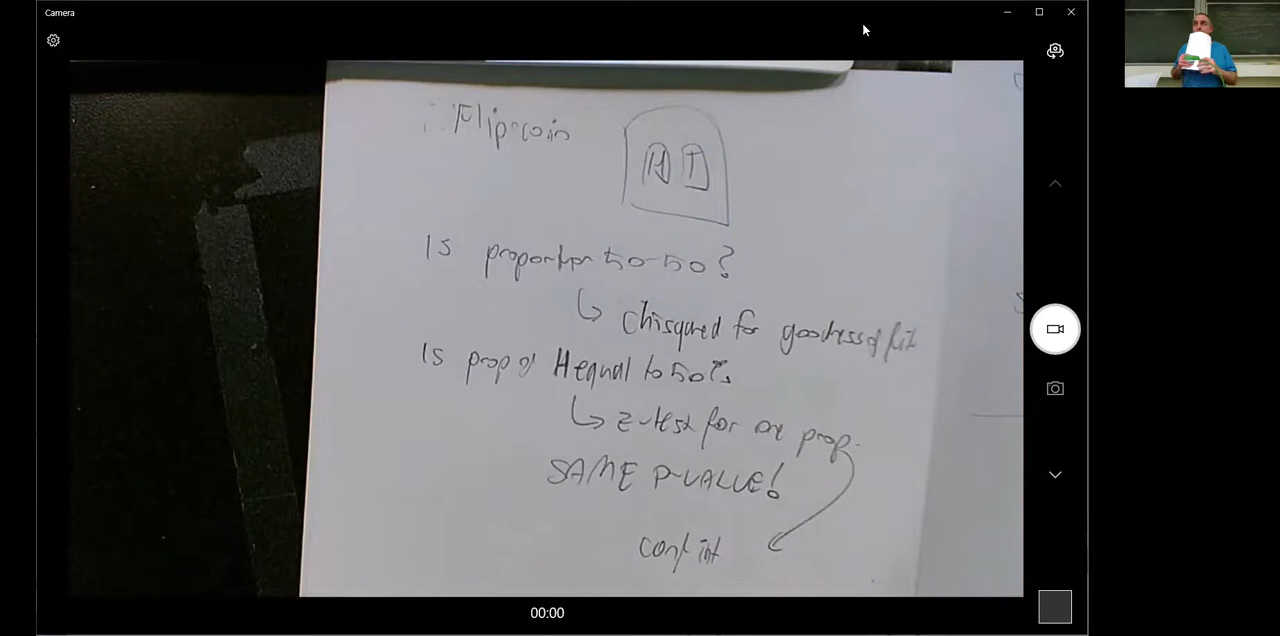 Camera
Flip coin
H T
Is proportion 50-50?
Chisquared for goodness of fit
Is prop of H equal to 50%
z-test for one prop.
SAME P-VALUE!
conf int
00:00